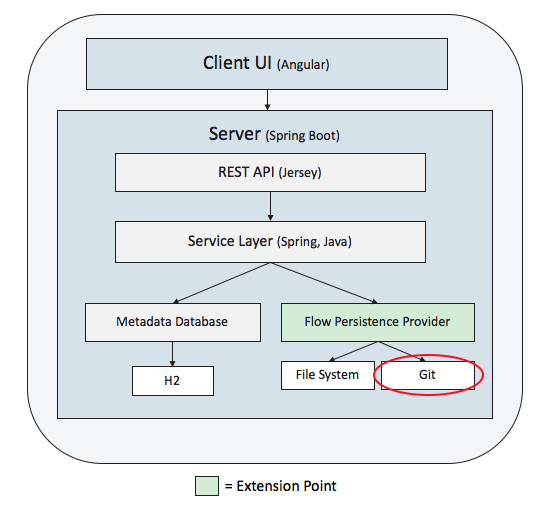 Client UI (Angular)
Server (Spring Boot)
REST API (Jersey)
Service Layer (Spring, Java)
Metadata Database
Flow Persistence Provider
H2
File System
Git
= Extension Point